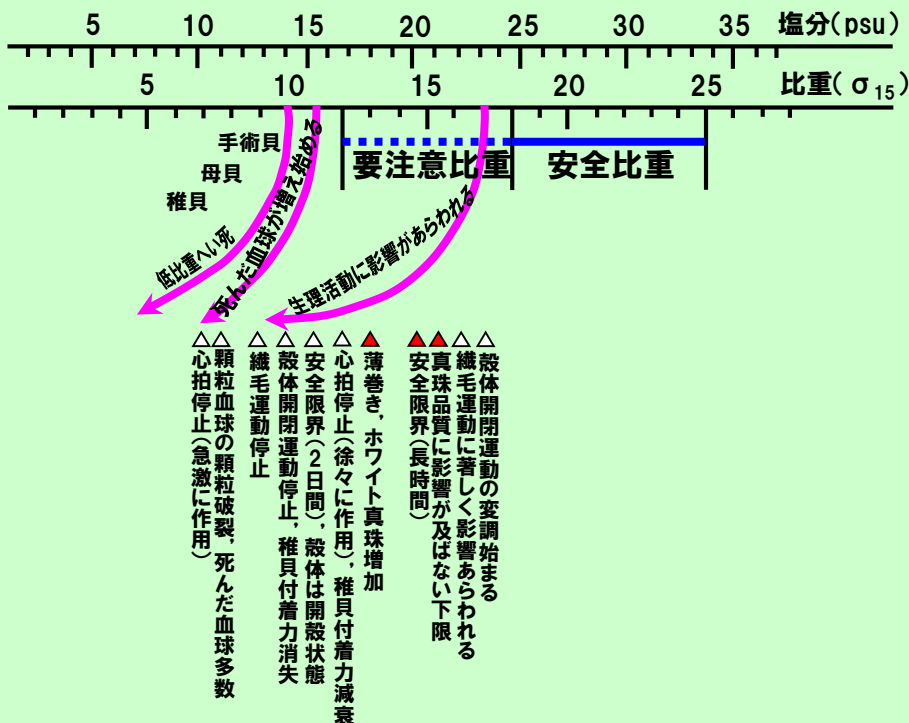 5 10 15 20 25 30 35 塩分(psu)
5 10 15 20 25 比重(σ15)
手術貝
母貝
稚貝
要注意比重
安全比重
低比重へい死
死んだ血球が増え始める
生理活動に影響があらわれる
心拍停止(急激に作用)
顆粒血球の顆粒破裂, 死んだ血球多数
繊毛運動停止
殻体開閉運動停止, 稚貝付着力消失
安全限界(2日間), 殻体は開殻状態
心拍停止(徐々に作用), 稚貝付着力減衰
薄巻き, ホワイト真珠増加
安全限界(長時間)
真珠品質に影響が及ばない下限
繊毛運動に著しく影響あらわれる
殻体開閉運動の変調始まる